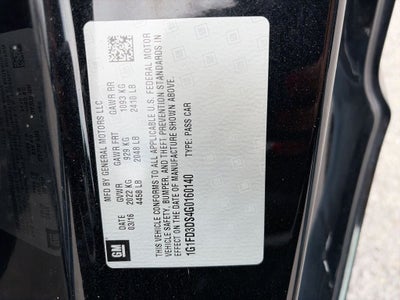 MFD BY GENERAL MOTORS LLC
DATE GVWR GAWR FRT GAWR RR
03/16 2022 KG 929 KG 1093 KG
4458 LB 2048 LB 2410 LB
THIS VEHICLE CONFORMS TO ALL APPLICABLE U.S. FEDERAL MOTOR
VEHICLE SAFETY, BUMPER, AND THEFT PREVENTION STANDARDS IN
EFFECT ON THE DATE OF MANUFACTURE SHOWN ABOVE.
1G1FD3DS4G0160140 TYPE: PASS CAR
GM